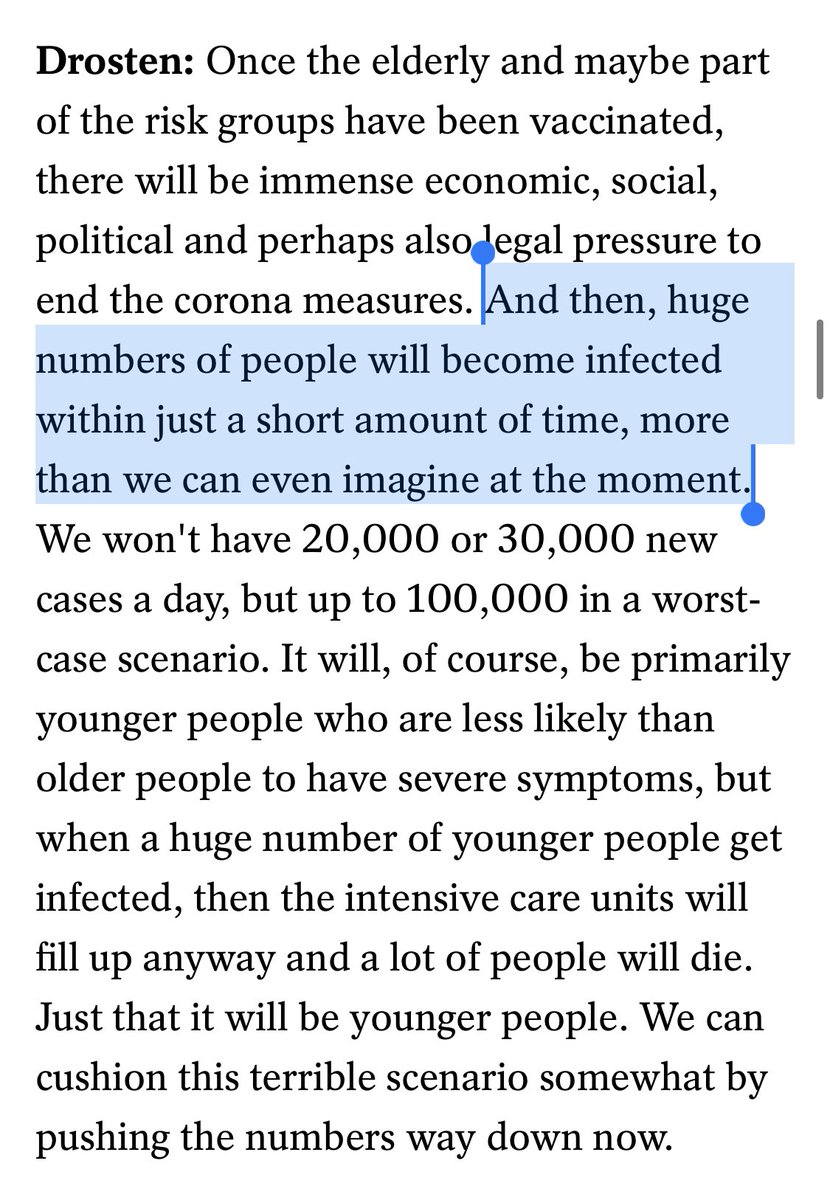 Drosten: Once the elderly and maybe part
of the risk groups have been vaccinated,
there will be immense economic, social,
political and perhaps also legal pressure to
end the corona measures. And then, huge
numbers of people will become infected
within just a short amount of time, more
than we can even imagine at the moment.
We won't have 20,000 or 30,000 new
cases a day, but up to 100,000 in a worst-
case scenario. It will, of course, be primarily
younger people who are less likely than
older people to have severe symptoms, but
when a huge number of younger people get
infected, then the intensive care units will
fill up anyway and a lot of people will die.
Just that it will be younger people. We can
cushion this terrible scenario somewhat by
pushing the numbers way down now.